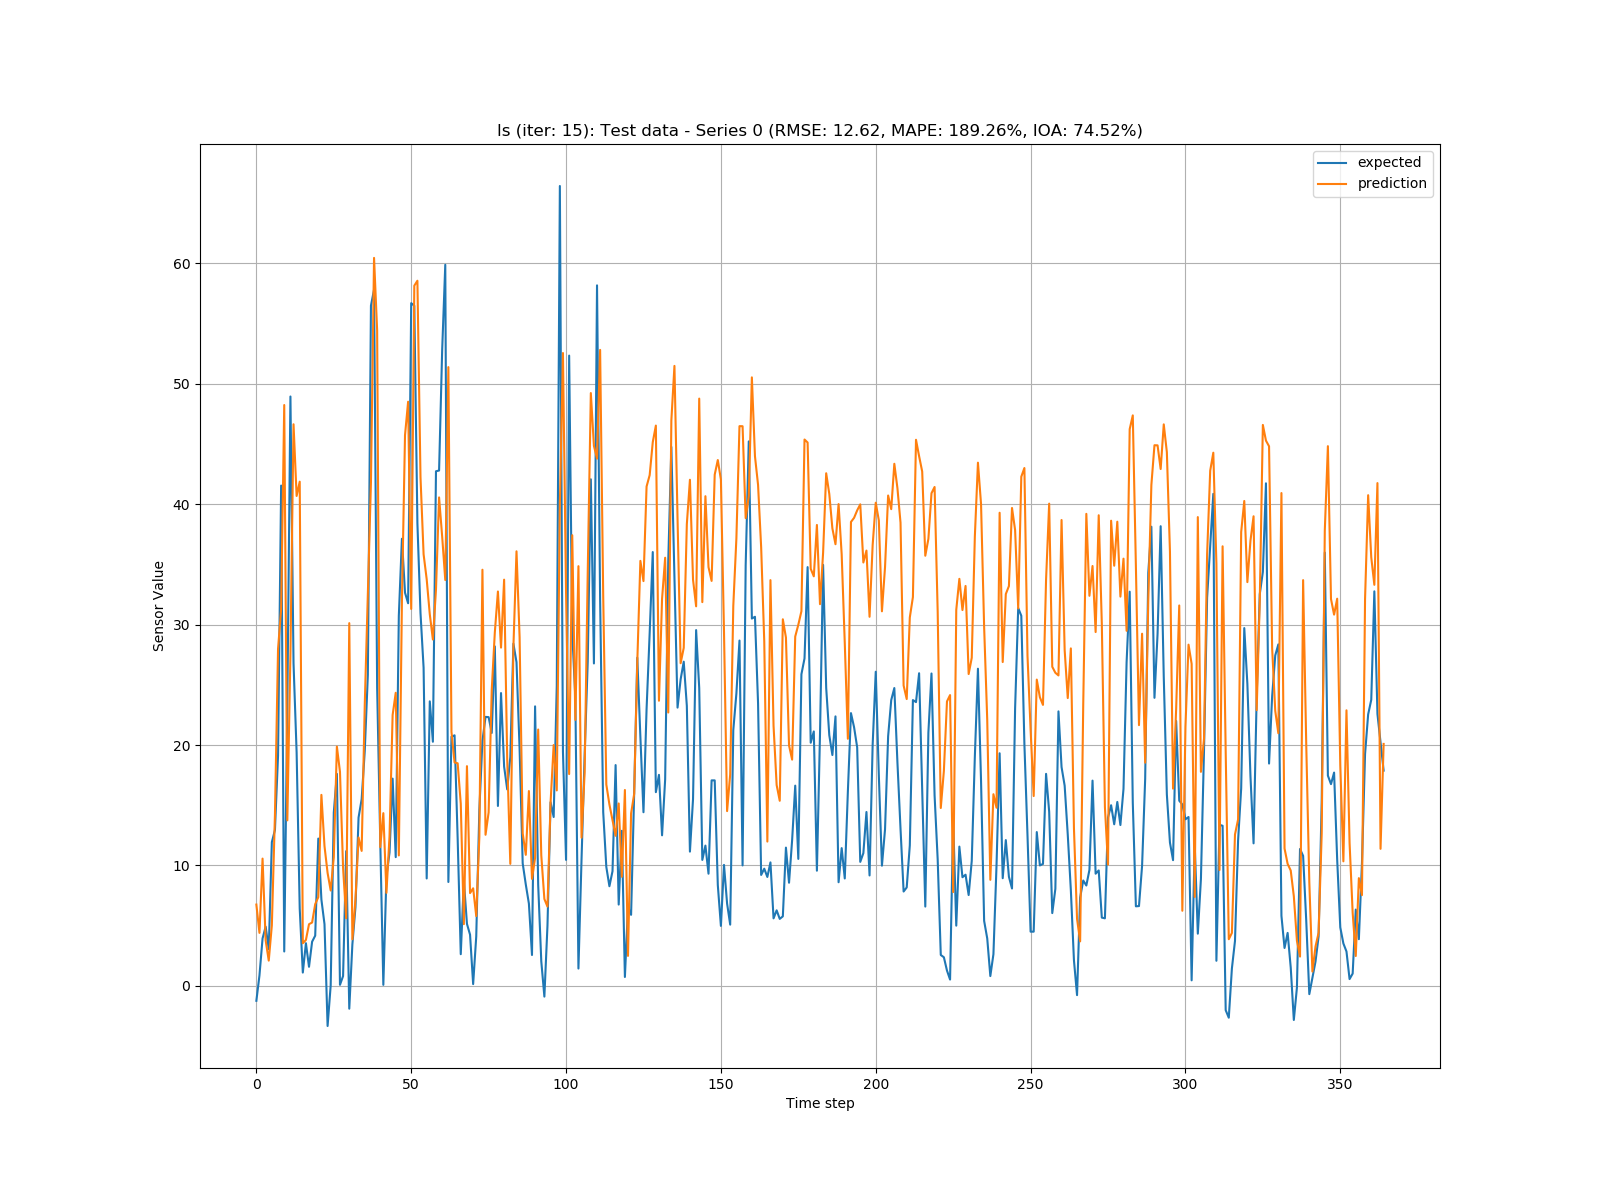 ls (iter: 15): Test data - Series 0 (RMSE: 12.62, MAPE: 189.26%, IOA: 74.52%)
expected
prediction
Sensor Value
60
50
40
30
20
10
0
0 50 100 150 200 250 300 350
Time step